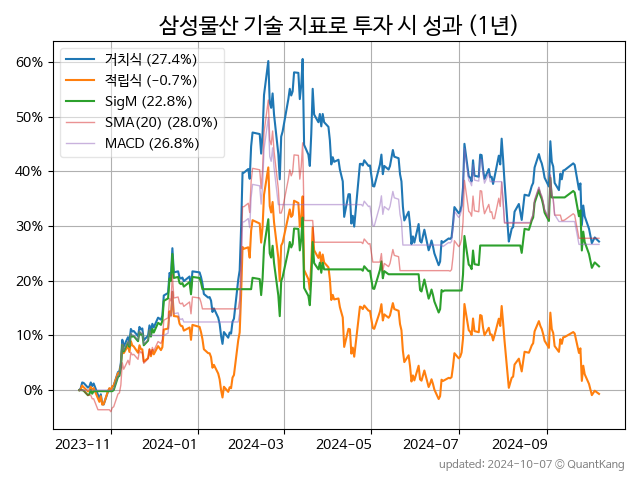 삼성물산 기술 지표로 투자 시 성과 (1년)
거치식 (27.4%)
적립식 (-0.7%)
SigM (22.8%)
SMA(20) (28.0%)
MACD (26.8%)
60%
50%
40%
30%
20%
10%
0%
2023-11 2024-01 2024-03 2024-05 2024-07 2024-09
updated: 2024-10-07 © QuantKang